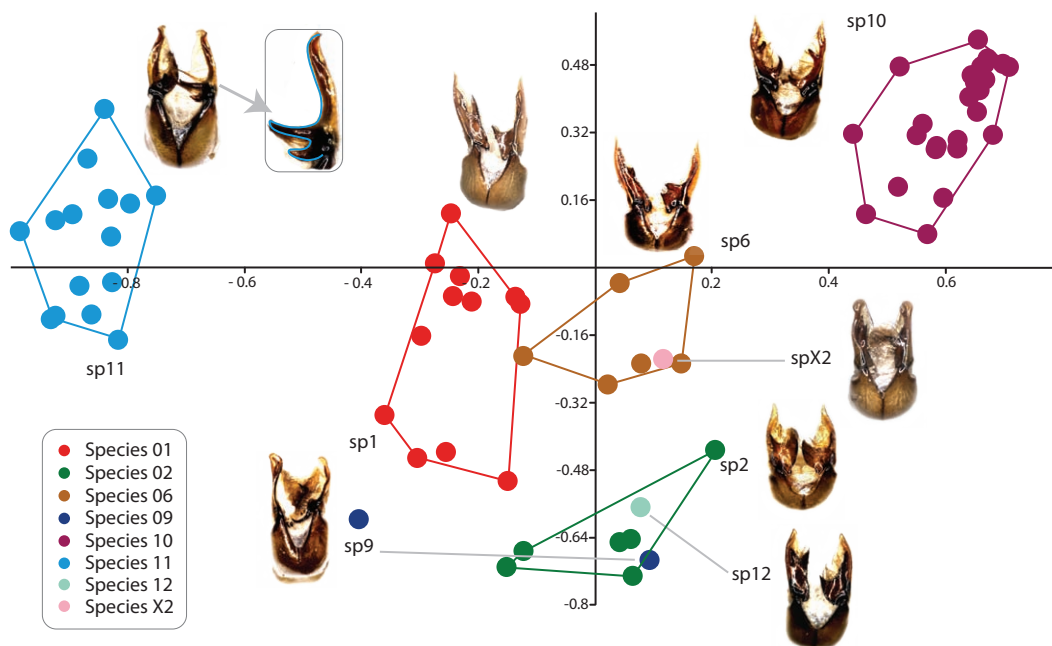 sp10
0.48
0.32
0.16
sp6
- 0.8
- 0.6
- 0.4
- 0.2
0.2
0.4
0.6
-0.16
sp11
spX2
-0.32
sp1
Species 01
Species 02
Species 06
Species 09
Species 10
Species 11
Species 12
Species X2
-0.48
sp2
-0.64
sp9
sp12
-0.8